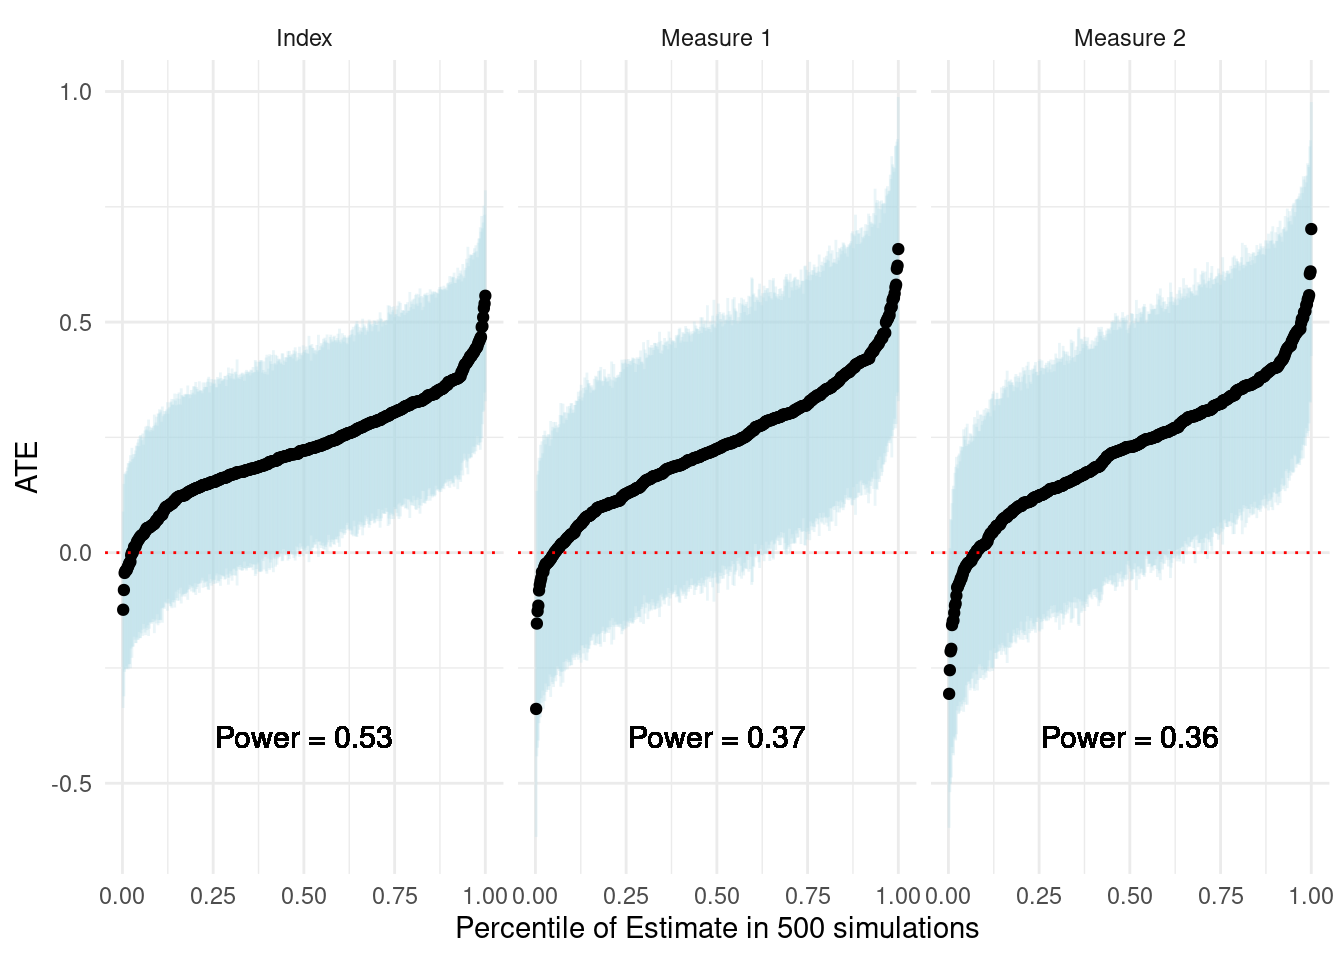 Index Measure 1 Measure 2
1.0
0.5
0.0
-0.5
ATE
Power = 0.53 Power = 0.37 Power = 0.36
0.00 0.25 0.50 0.75 1.00 0.00 0.25 0.50 0.75 1.00 0.00 0.25 0.50 0.75 1.00
Percentile of Estimate in 500 simulations